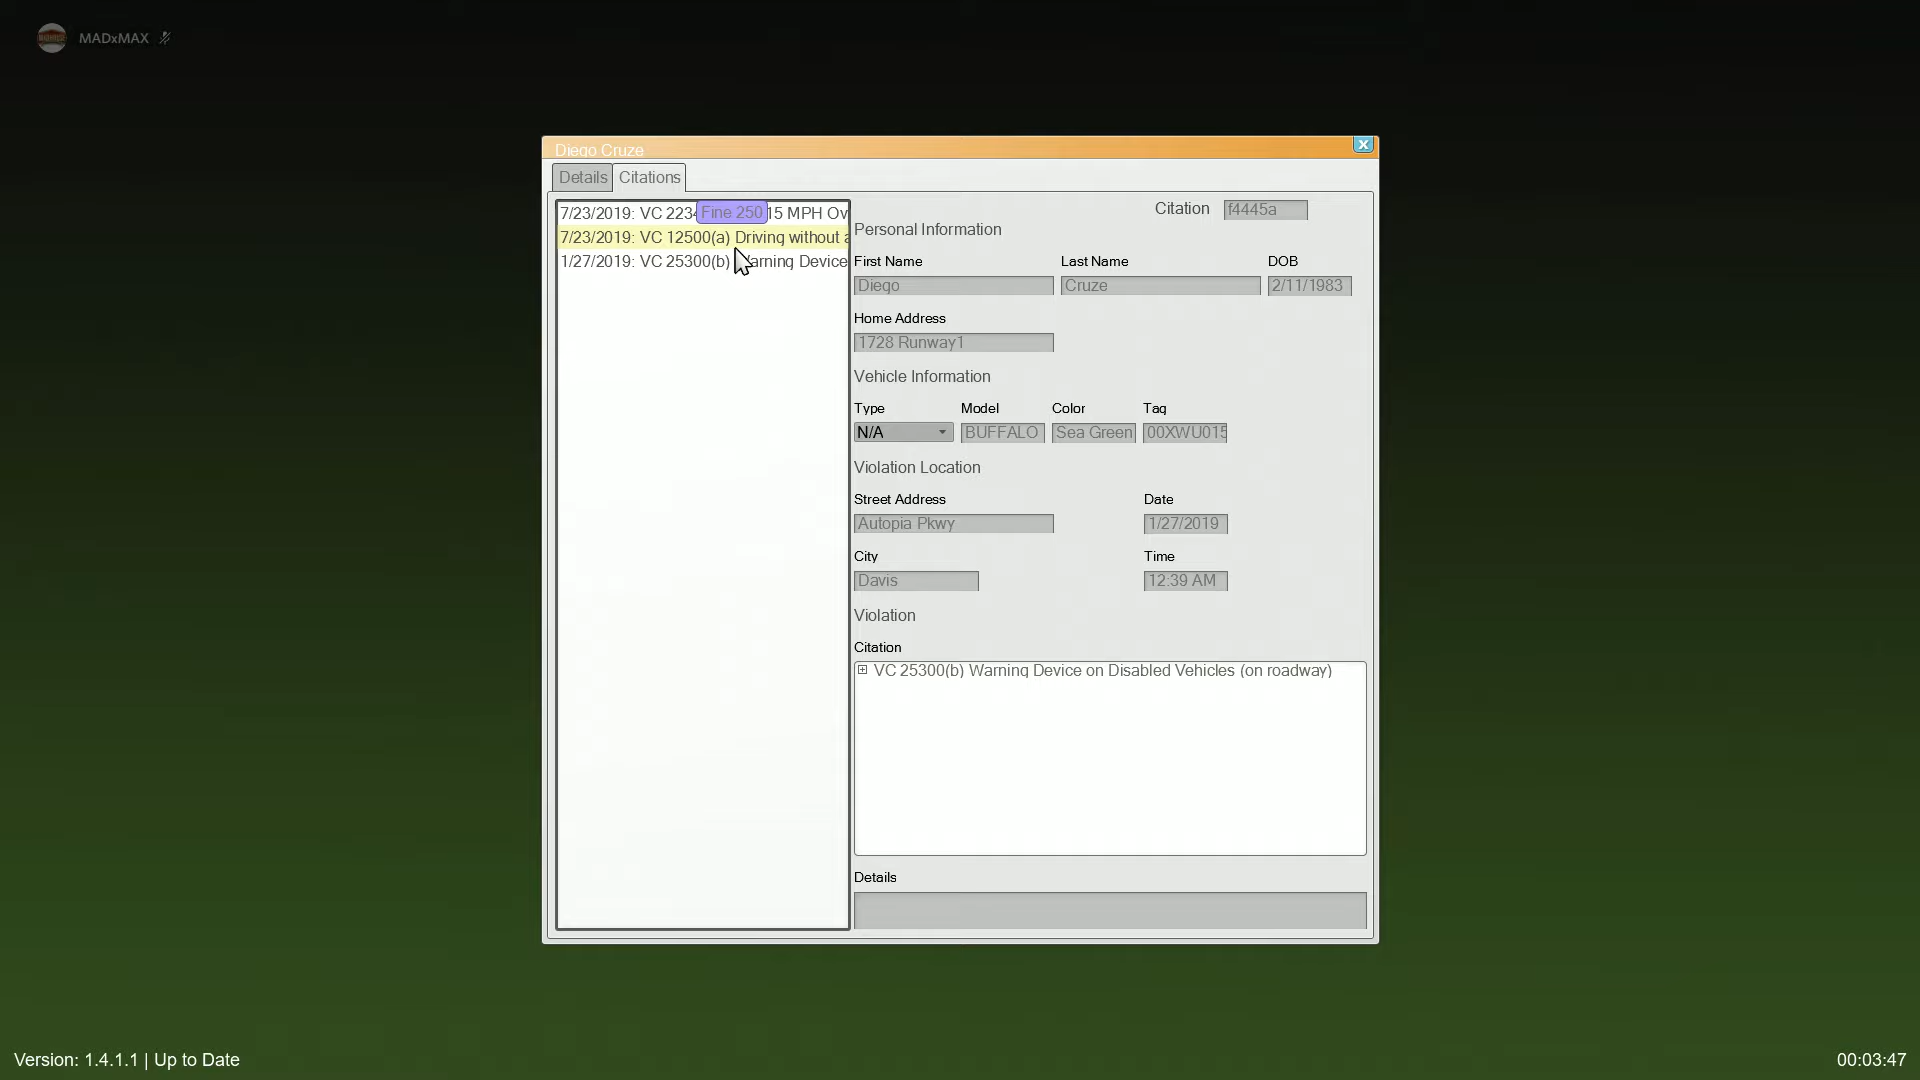 MADxMAX
Diego Cruze
Details Citations
7/23/2019: VC 2234 Fine 250 15 MPH Ov
7/23/2019: VC 12500(a) Driving without a
1/27/2019: VC 25300(b) Warning Device
Citation f4445a
Personal Information
First Name Last Name DOB
Diego Cruze 2/11/1983
Home Address
1728 Runway1
Vehicle Information
Type Model Color Tag
N/A BUFFALO Sea Green 00XWU015
Violation Location
Street Address Date
Autopia Pkwy 1/27/2019
City Time
Davis 12:39 AM
Violation
Citation
VC 25300(b) Warning Device on Disabled Vehicles (on roadway)
Details
Version: 1.4.1.1 | Up to Date
00:03:47